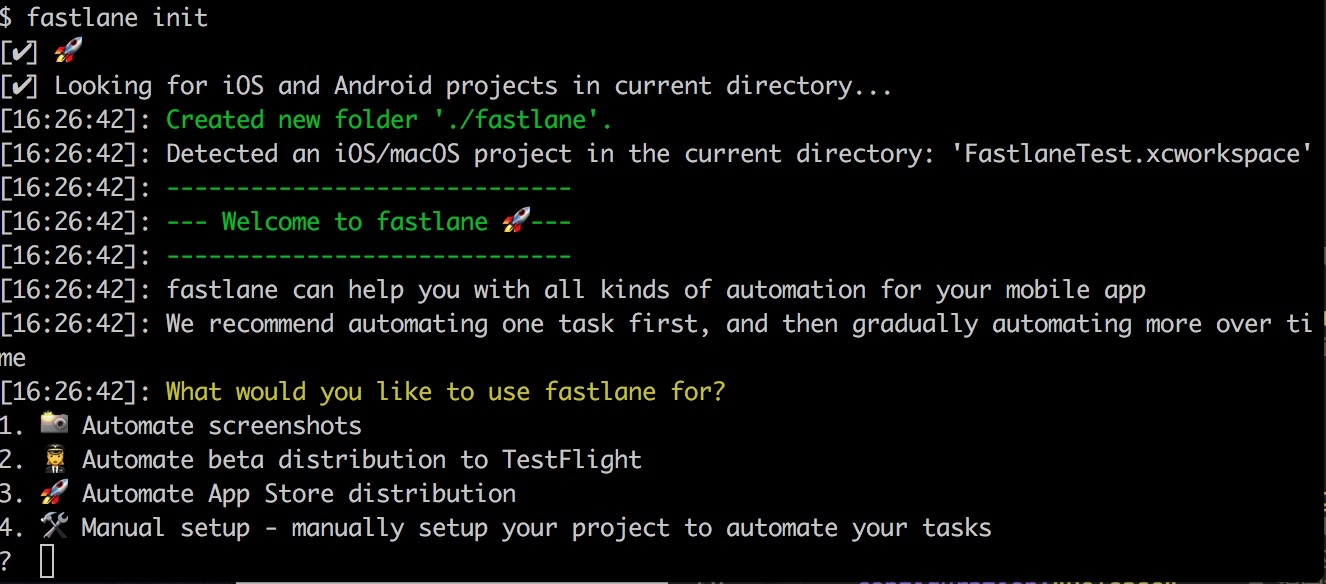 $ fastlane init
[✔] 🚀
[✔] Looking for iOS and Android projects in current directory...
[16:26:42]: Created new folder './fastlane'.
[16:26:42]: Detected an iOS/macOS project in the current directory: 'FastlaneTest.xcworkspace'
[16:26:42]: -----------------------------
[16:26:42]: --- Welcome to fastlane 🚀---
[16:26:42]: -----------------------------
[16:26:42]: fastlane can help you with all kinds of automation for your mobile app
[16:26:42]: We recommend automating one task first, and then gradually automating more over ti
me
[16:26:42]: What would you like to use fastlane for?
1. 📸 Automate screenshots
2. 👩‍✈️ Automate beta distribution to TestFlight
3. 🚀 Automate App Store distribution
4. 🛠 Manual setup - manually setup your project to automate your tasks
?